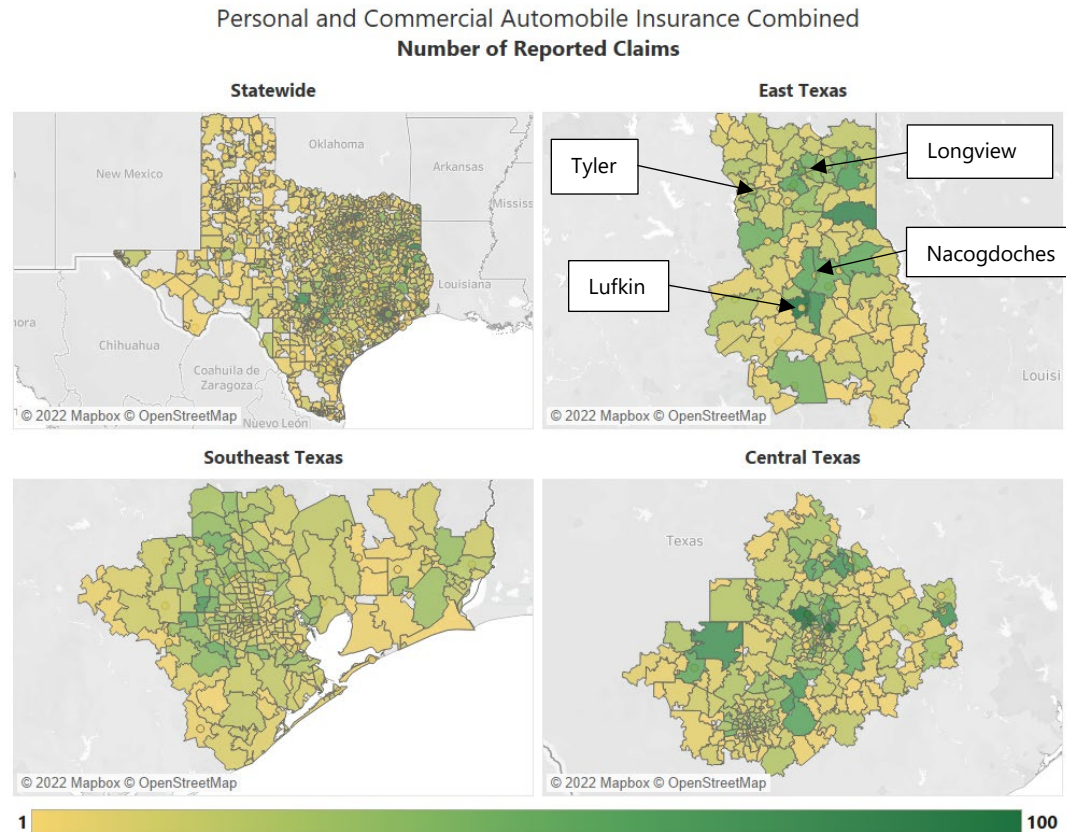 Personal and Commercial Automobile Insurance Combined
Number of Reported Claims
Statewide
Oklahoma
New Mexico
Arkansas
Mississ
Louisiana
nora
Chihuahua
Coahuila de
Zaragoza
Nuevo León
© 2022 Mapbox © OpenStreetMap
East Texas
Tyler
Longview
Nacogdoches
Lufkin
Louisi
© 2022 Mapbox © OpenStreetMap
Southeast Texas
© 2022 Mapbox © OpenStreetMap
Central Texas
Texas
© 2022 Mapbox © OpenStreetMap
1
100